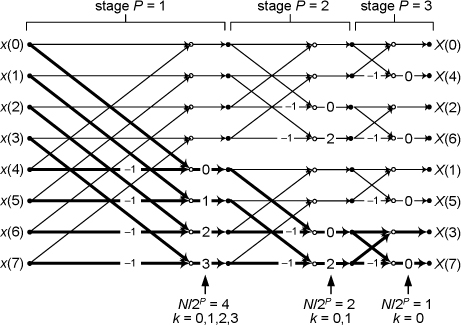 stage P = 1 stage P = 2 stage P = 3
x(0) X(0)
x(1) –1 0 X(4)
x(2) –1 0 X(2)
x(3) –1 2 –1 0 X(6)
x(4) –1 0 X(1)
x(5) –1 1 –1 0 X(5)
x(6) –1 2 –1 0 X(3)
x(7) –1 3 –1 2 –1 0 X(7)
N/2^P = 4 N/2^P = 2 N/2^P = 1
k = 0,1,2,3 k = 0,1 k = 0